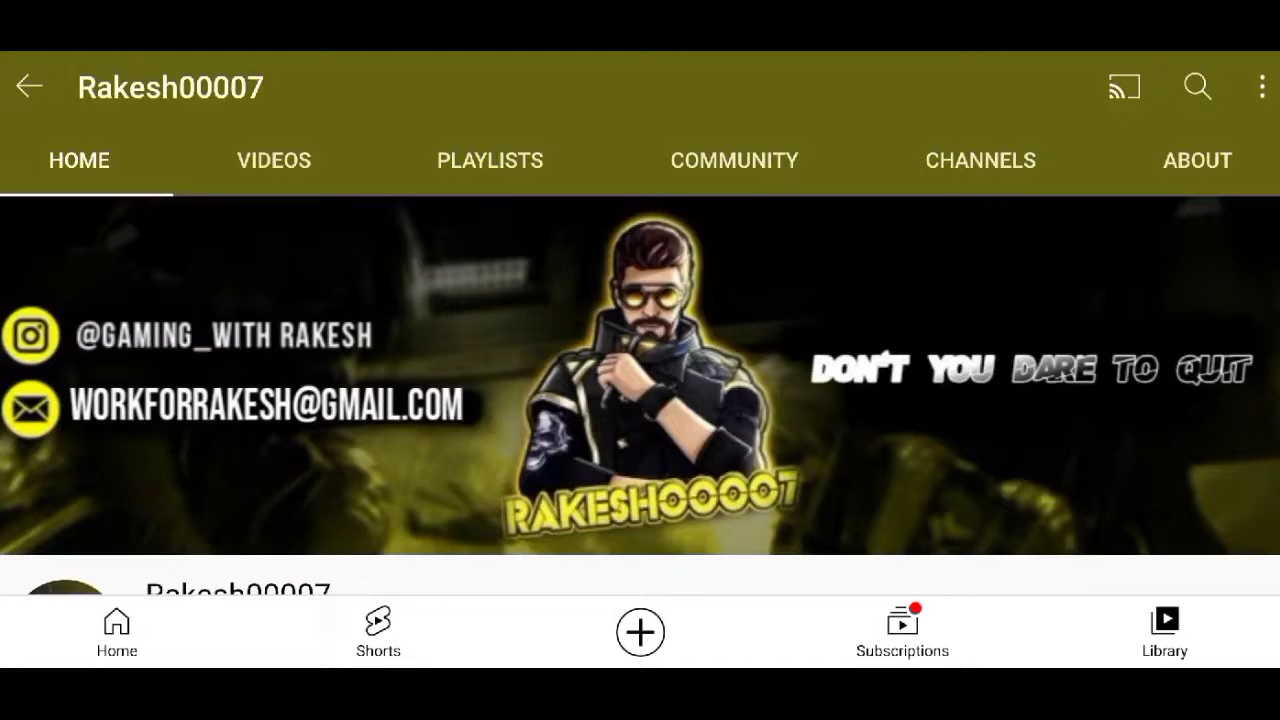 Rakesh00007
HOME VIDEOS PLAYLISTS COMMUNITY CHANNELS ABOUT
@GAMING_WITH RAKESH
WORKFORRAKESH@GMAIL.COM
DON'T YOU DARE TO QUIT
RAKESH00007
Rakesh00007
Home Shorts Subscriptions Library